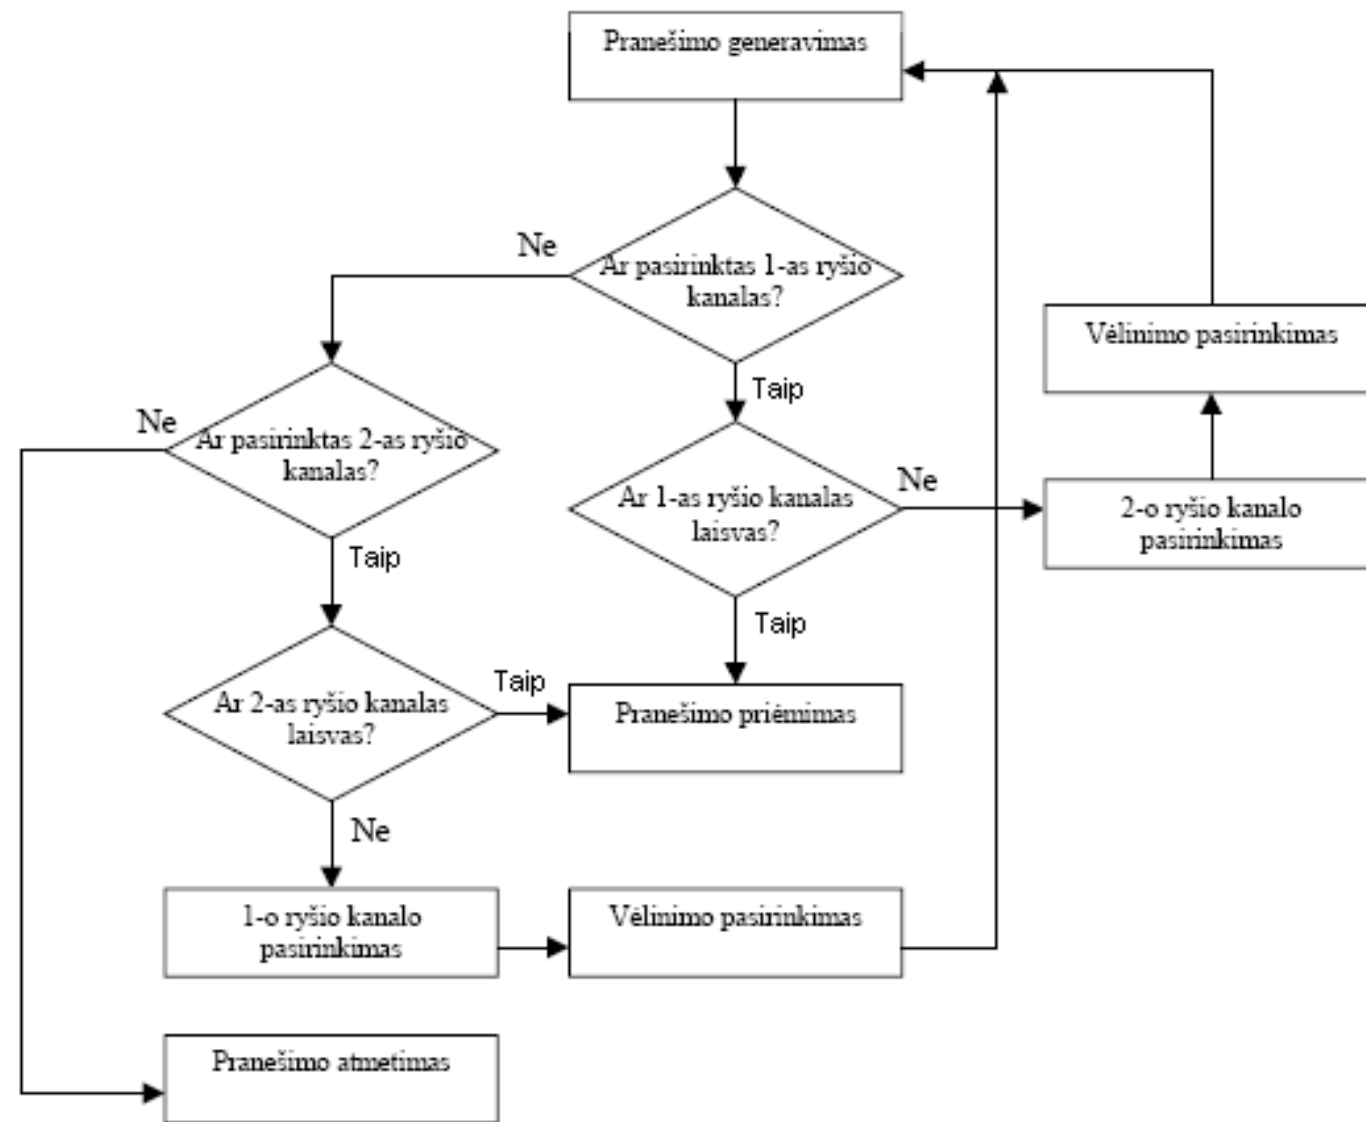 Pranešimo generavimas
Ne
Ar pasirinktas 1-as ryšio
kanalas?
Taip
Vėlinimo pasirinkimas
Ne
Ar pasirinktas 2-as ryšio
kanalas?
Ar 1-as ryšio kanalas
laisvas?
Ne
2-o ryšio kanalo
pasirinkimas
Taip
Taip
Ar 2-as ryšio kanalas
laisvas?
Taip
Pranešimo priėmimas
Ne
1-o ryšio kanalo
pasirinkimas
Vėlinimo pasirinkimas
Pranešimo atmetimas